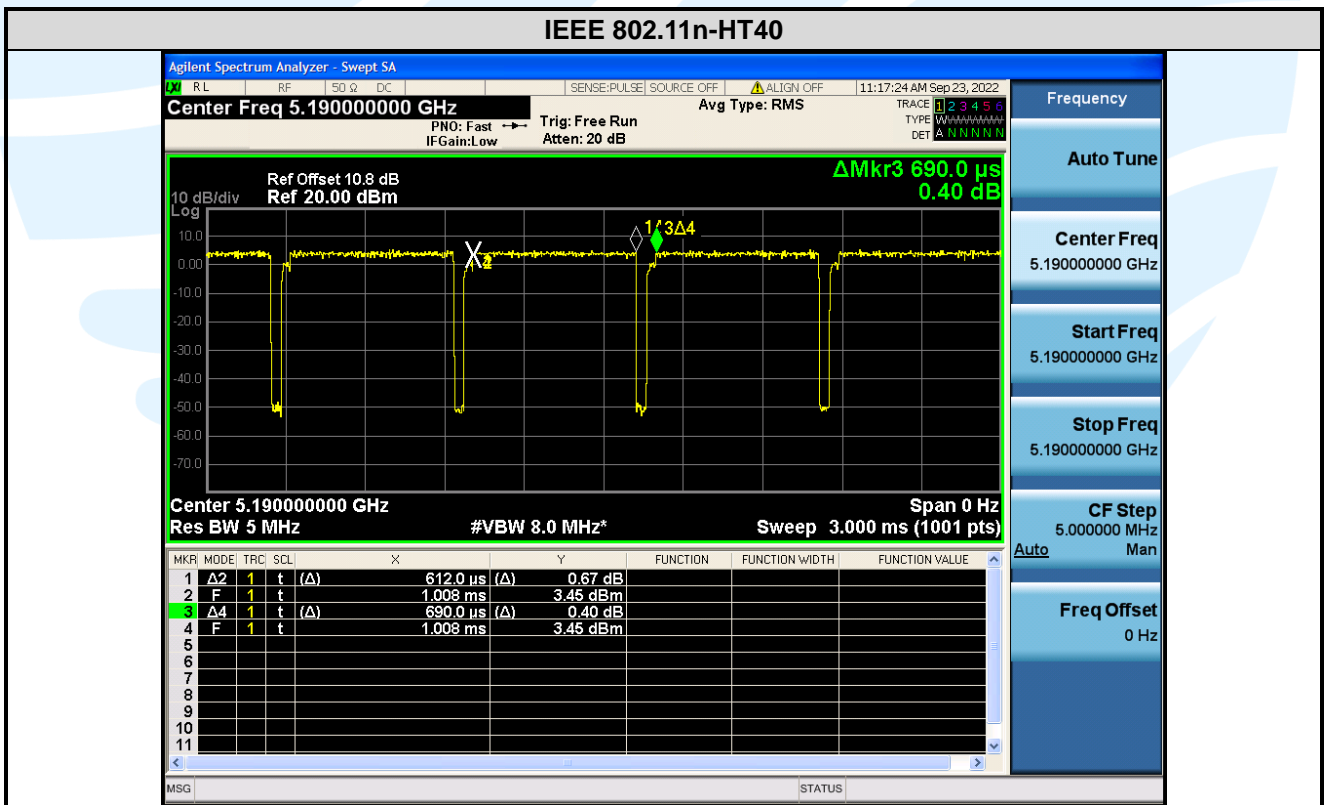 IEEE 802.11n-HT40
Agilent Spectrum Analyzer - Swept SA
LXI RL RF 50 Ω DC SENSE:PULSE SOURCE OFF ALIGN OFF 11:17:24 AM Sep 23, 2022
Center Freq 5.190000000 GHz
PNO: Fast
IFGain:Low
Trig: Free Run
Atten: 20 dB
Avg Type: RMS
TRACE 1 2 3 4 5 6
TYPE WWWWWW
DET A N N N N N
ΔMkr3 690.0 µs
0.40 dB
Ref Offset 10.8 dB
10 dB/div Ref 20.00 dBm
Log
10.0
0.00
-10.0
-20.0
-30.0
-40.0
-50.0
-60.0
-70.0
X
3Δ4
Center 5.190000000 GHz Span 0 Hz
Res BW 5 MHz #VBW 8.0 MHz* Sweep 3.000 ms (1001 pts)
MKR MODE TRC SCL X Y FUNCTION FUNCTION WIDTH FUNCTION VALUE
1 Δ2 1 t (Δ) 612.0 µs (Δ) 0.67 dB
2 F 1 t 1.008 ms 3.45 dBm
3 Δ4 1 t (Δ) 690.0 µs (Δ) 0.40 dB
4 F 1 t 1.008 ms 3.45 dBm
5
6
7
8
9
10
11
MSG STATUS
Frequency
Auto Tune
Center Freq
5.190000000 GHz
Start Freq
5.190000000 GHz
Stop Freq
5.190000000 GHz
CF Step
5.000000 MHz
Auto Man
Freq Offset
0 Hz